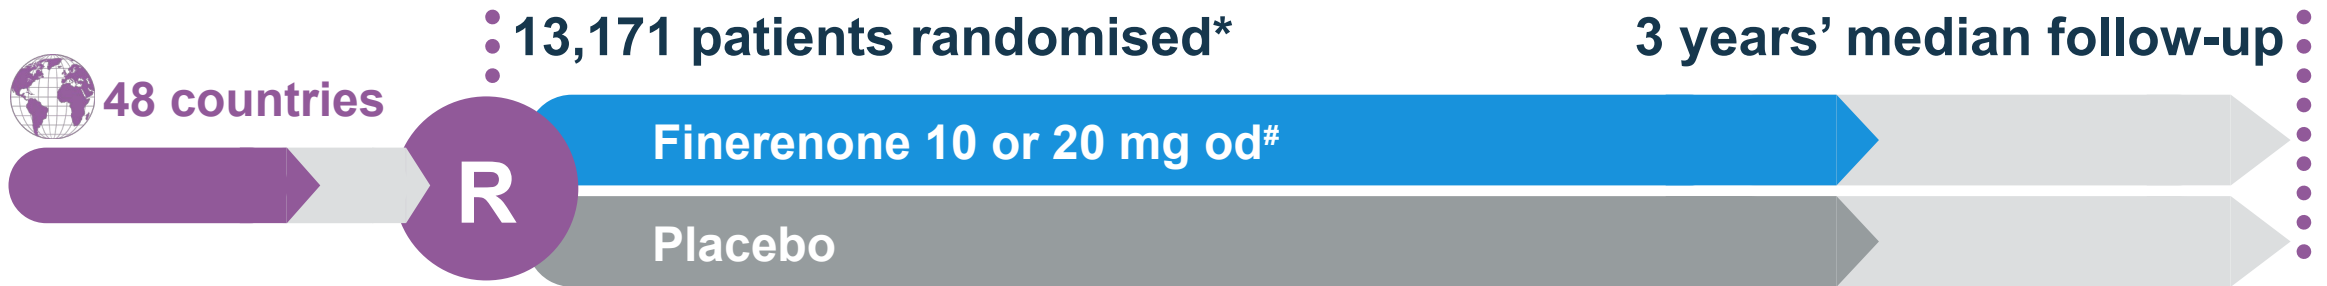 13,171 patients randomised*
3 years’ median follow-up
48 countries
R
Finerenone 10 or 20 mg od#
Placebo